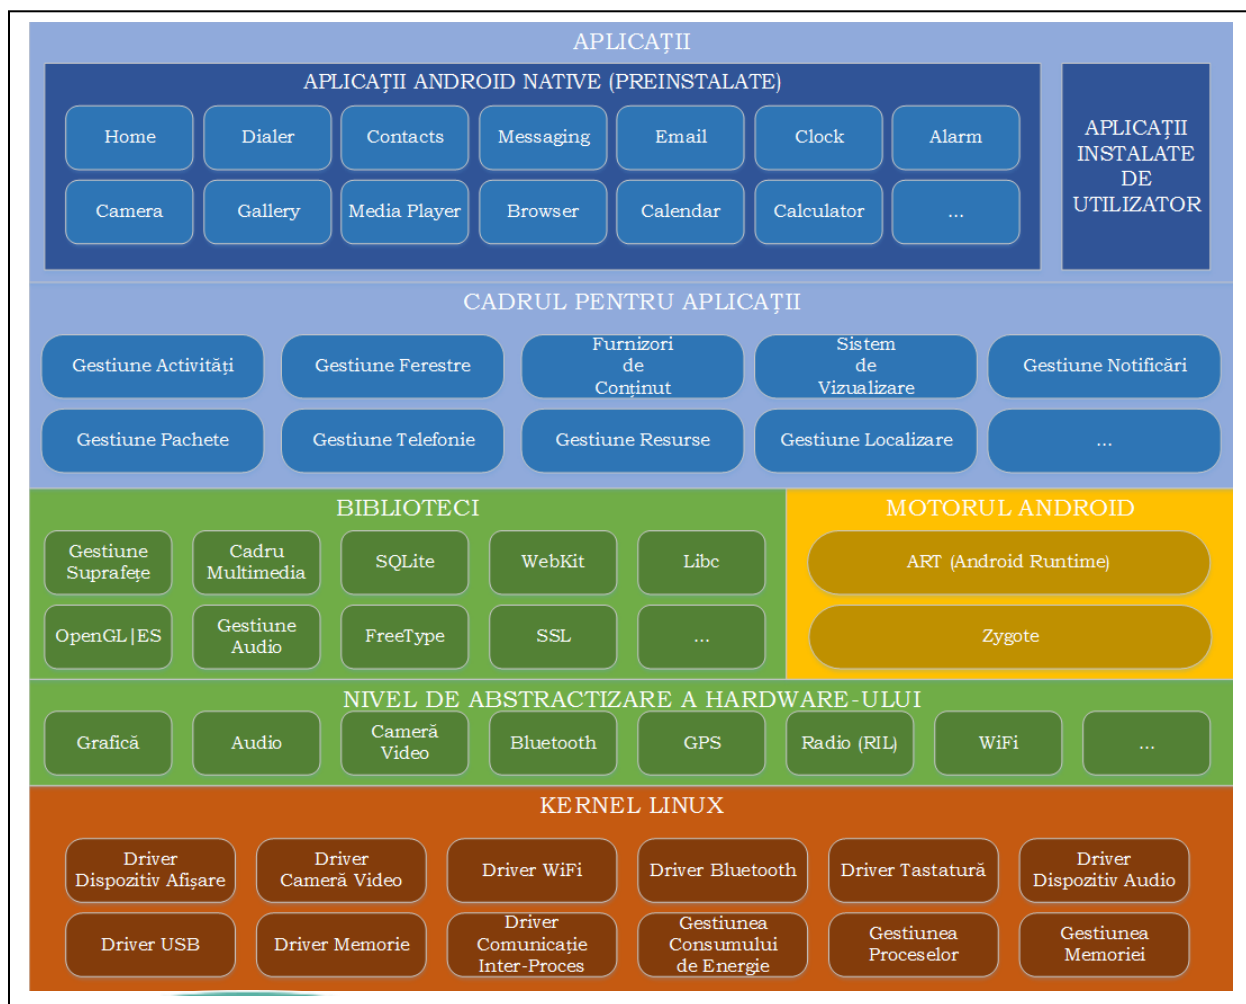 APLICAȚII
APLICAȚII ANDROID NATIVE (PREINSTALATE)
Home
Dialer
Contacts
Messaging
Email
Clock
Alarm
Camera
Gallery
Media Player
Browser
Calendar
Calculator
...
APLICAȚII
INSTALATE
DE
UTILIZATOR
CADRUL PENTRU APLICAȚII
Gestiune Activități
Gestiune Ferestre
Furnizori
de
Conținut
Sistem
de
Vizualizare
Gestiune Notificări
Gestiune Pachete
Gestiune Telefonie
Gestiune Resurse
Gestiune Localizare
...
BIBLIOTECI
Gestiune
Suprafețe
Cadru
Multimedia
SQLite
WebKit
Libc
OpenGL|ES
Gestiune
Audio
FreeType
SSL
...
MOTORUL ANDROID
ART (Android Runtime)
Zygote
NIVEL DE ABSTRACTIZARE A HARDWARE-ULUI
Grafică
Audio
Cameră
Video
Bluetooth
GPS
Radio (RIL)
WiFi
...
KERNEL LINUX
Driver
Dispozitiv Afișare
Driver
Cameră Video
Driver WiFi
Driver Bluetooth
Driver Tastatură
Driver
Dispozitiv Audio
Driver USB
Driver Memorie
Driver
Comunicație
Inter-Proces
Gestiunea
Consumului
de Energie
Gestiunea
Proceselor
Gestiunea
Memoriei